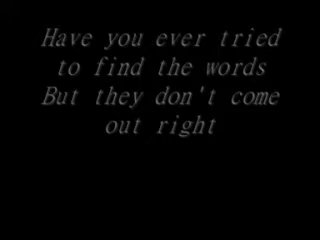 Have you ever tried
to find the words
But they don't come
out right